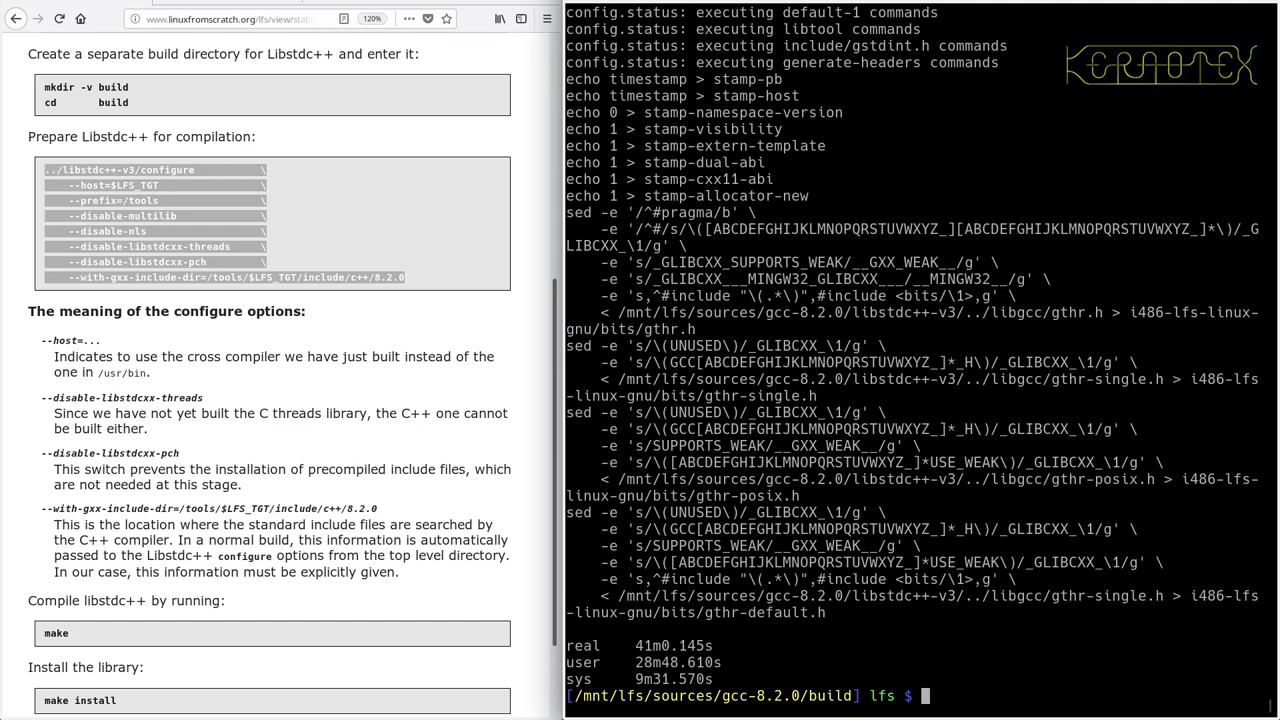 www.linuxfromscratch.org/lfs/view/stab
120%
Create a separate build directory for Libstdc++ and enter it:
mkdir -v build
cd       build
Prepare Libstdc++ for compilation:
../libstdc++-v3/configure \
--host=$LFS_TGT \
--prefix=/tools \
--disable-multilib \
--disable-nls \
--disable-libstdcxx-threads \
--disable-libstdcxx-pch \
--with-gxx-include-dir=/tools/$LFS_TGT/include/c++/8.2.0
The meaning of the configure options:
--host=...
Indicates to use the cross compiler we have just built instead of the
one in /usr/bin.
--disable-libstdcxx-threads
Since we have not yet built the C threads library, the C++ one cannot
be built either.
--disable-libstdcxx-pch
This switch prevents the installation of precompiled include files, which
are not needed at this stage.
--with-gxx-include-dir=/tools/$LFS_TGT/include/c++/8.2.0
This is the location where the standard include files are searched by
the C++ compiler. In a normal build, this information is automatically
passed to the Libstdc++ configure options from the top level directory.
In our case, this information must be explicitly given.
Compile libstdc++ by running:
make
Install the library:
make install
config.status: executing default-1 commands
config.status: executing libtool commands
config.status: executing include/gstdint.h commands
config.status: executing generate-headers commands
echo timestamp > stamp-pb
echo timestamp > stamp-host
echo 0 > stamp-namespace-version
echo 1 > stamp-visibility
echo 1 > stamp-extern-template
echo 1 > stamp-dual-abi
echo 1 > stamp-cxx11-abi
echo 1 > stamp-allocator-new
sed -e '/^#pragma/b' \
-e '/^#/s/\([ABCDEFGHIJKLMNOPQRSTUVWXYZ_][ABCDEFGHIJKLMNOPQRSTUVWXYZ_]*\)/_G
LIBCXX_\1/g' \
-e 's/_GLIBCXX_SUPPORTS_WEAK/__GXX_WEAK__/g' \
-e 's/_GLIBCXX___MINGW32_GLIBCXX___/__MINGW32__/g' \
-e 's,^#include "\(.*\)",#include <bits/\1>,g' \
< /mnt/lfs/sources/gcc-8.2.0/libstdc++-v3/../libgcc/gthr.h > i486-lfs-linux-
gnu/bits/gthr.h
sed -e 's/\(UNUSED\)/_GLIBCXX_\1/g' \
-e 's/\(GCC[ABCDEFGHIJKLMNOPQRSTUVWXYZ_]*_H\)/_GLIBCXX_\1/g' \
< /mnt/lfs/sources/gcc-8.2.0/libstdc++-v3/../libgcc/gthr-single.h > i486-lfs
-linux-gnu/bits/gthr-single.h
sed -e 's/\(UNUSED\)/_GLIBCXX_\1/g' \
-e 's/\(GCC[ABCDEFGHIJKLMNOPQRSTUVWXYZ_]*_H\)/_GLIBCXX_\1/g' \
-e 's/SUPPORTS_WEAK/__GXX_WEAK__/g' \
-e 's/\([ABCDEFGHIJKLMNOPQRSTUVWXYZ_]*USE_WEAK\)/_GLIBCXX_\1/g' \
< /mnt/lfs/sources/gcc-8.2.0/libstdc++-v3/../libgcc/gthr-posix.h > i486-lfs-
linux-gnu/bits/gthr-posix.h
sed -e 's/\(UNUSED\)/_GLIBCXX_\1/g' \
-e 's/\(GCC[ABCDEFGHIJKLMNOPQRSTUVWXYZ_]*_H\)/_GLIBCXX_\1/g' \
-e 's/SUPPORTS_WEAK/__GXX_WEAK__/g' \
-e 's/\([ABCDEFGHIJKLMNOPQRSTUVWXYZ_]*USE_WEAK\)/_GLIBCXX_\1/g' \
-e 's,^#include "\(.*\)",#include <bits/\1>,g' \
< /mnt/lfs/sources/gcc-8.2.0/libstdc++-v3/../libgcc/gthr-single.h > i486-lfs
-linux-gnu/bits/gthr-default.h
real    41m0.145s
user    28m48.610s
sys     9m31.570s
[/mnt/lfs/sources/gcc-8.2.0/build] lfs $
KERAOTEX